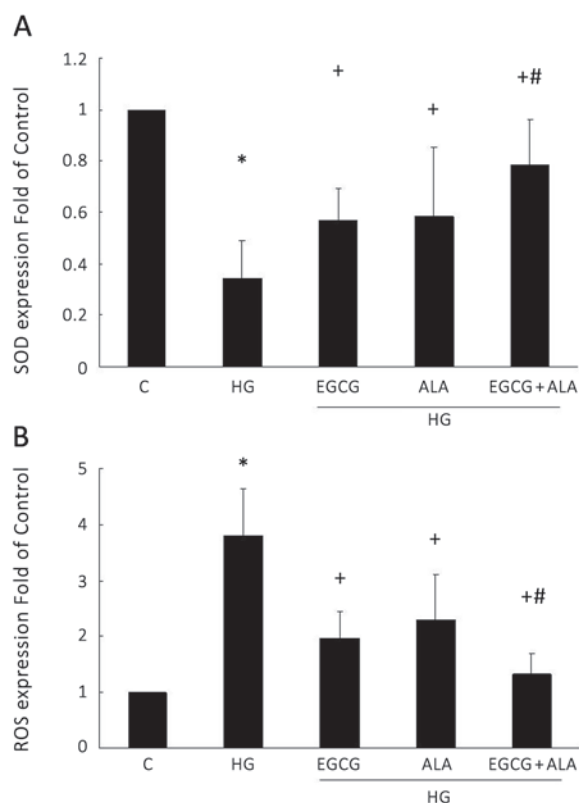 A
SOD expression Fold of Control
1.2
1
0.8
0.6
0.4
0.2
0
*
+
+
+#
C HG EGCG ALA EGCG+ALA
HG
B
ROS expression Fold of Control
5
4
3
2
1
0
*
+
+
+#
C HG EGCG ALA EGCG+ALA
HG